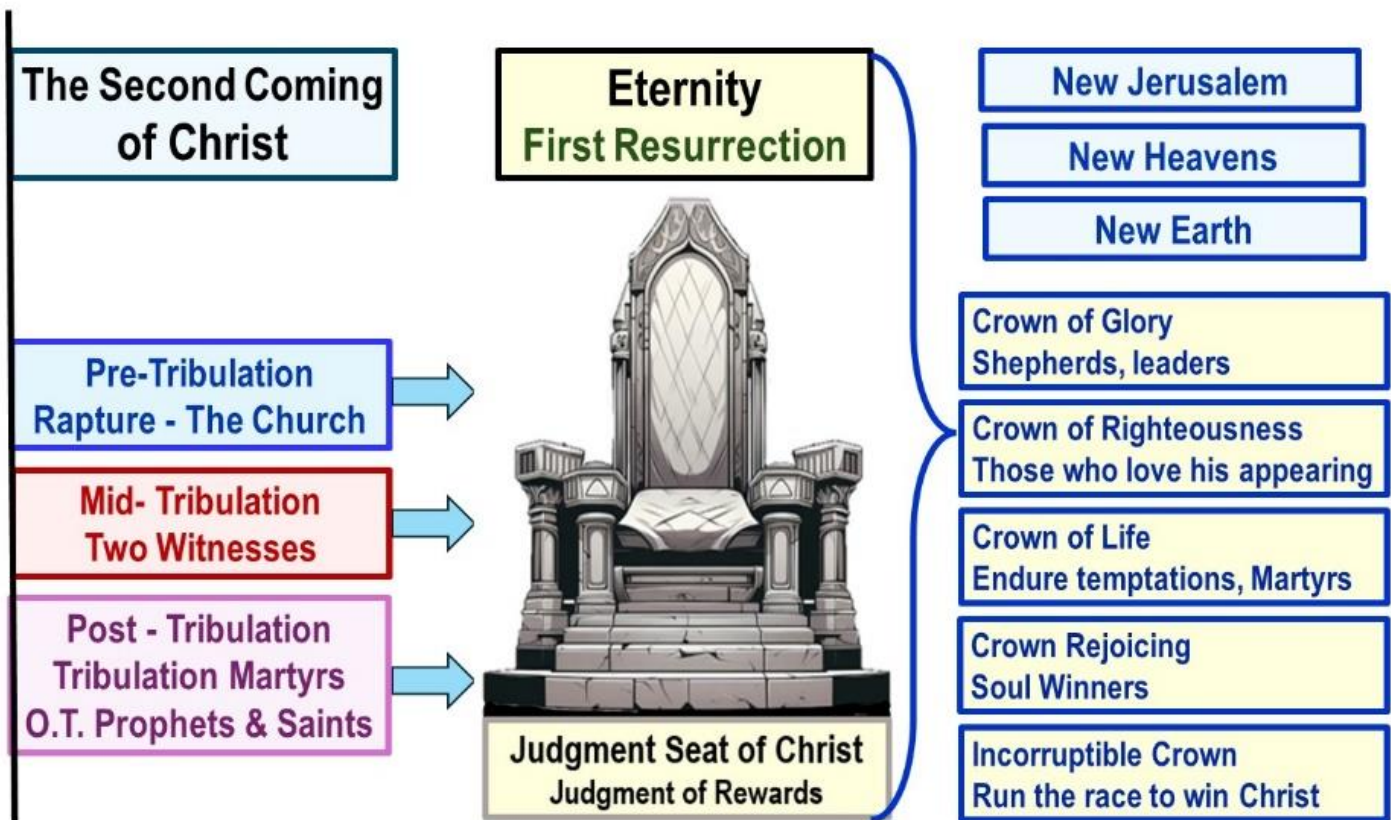 The Second Coming
of Christ
Pre-Tribulation
Rapture - The Church
Mid- Tribulation
Two Witnesses
Post - Tribulation
Tribulation Martyrs
O.T. Prophets & Saints
Eternity
First Resurrection
Judgment Seat of Christ
Judgment of Rewards
New Jerusalem
New Heavens
New Earth
Crown of Glory
Shepherds, leaders
Crown of Righteousness
Those who love his appearing
Crown of Life
Endure temptations, Martyrs
Crown Rejoicing
Soul Winners
Incorruptible Crown
Run the race to win Christ